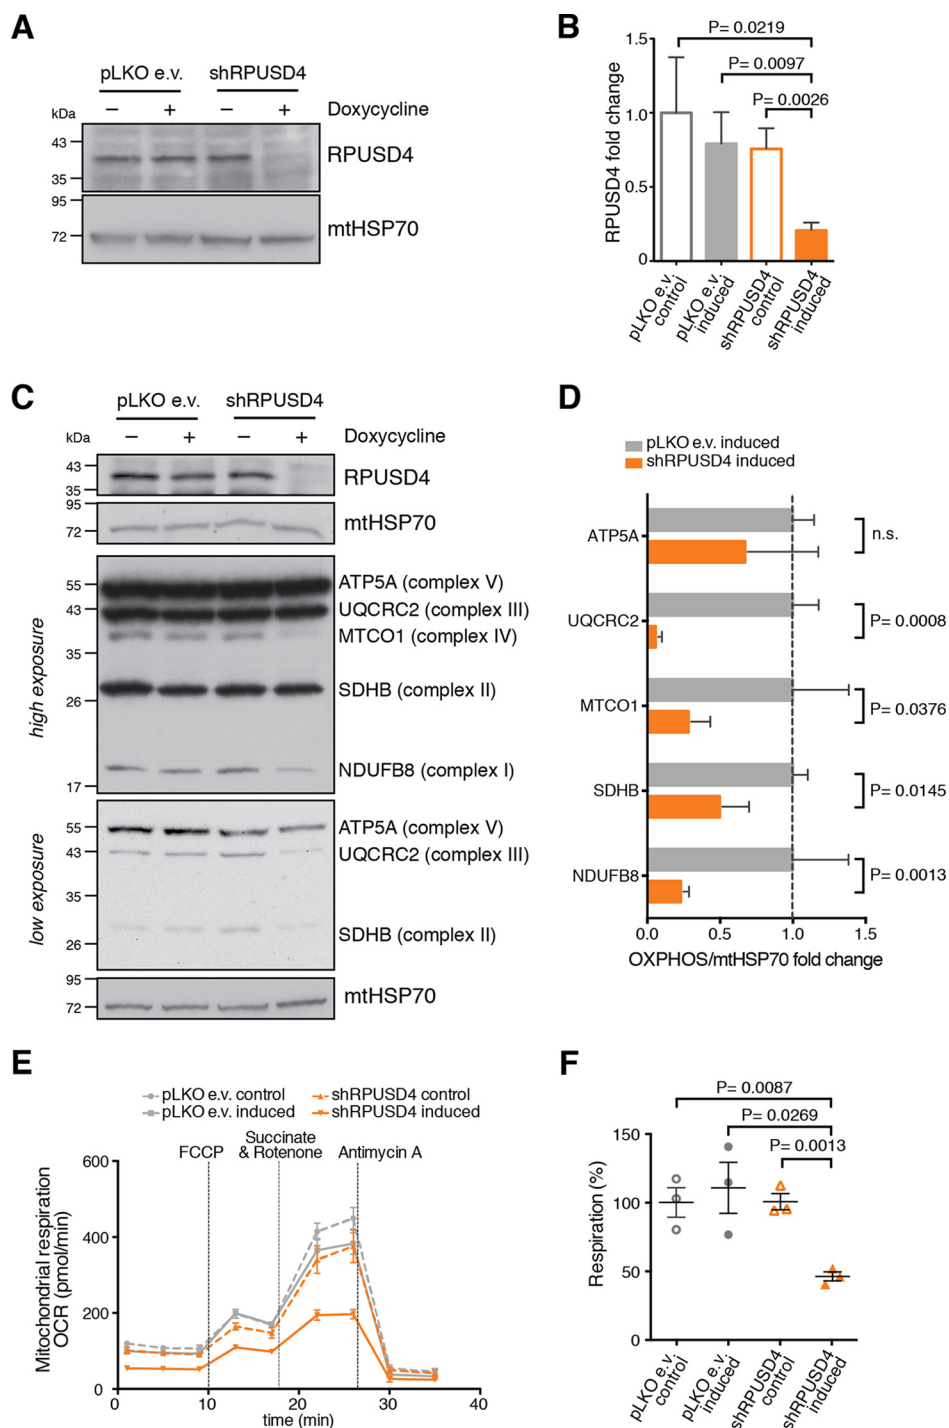 A
pLKO e.v. shRPUSD4
kDa − + − + Doxycycline
43
RPUSD4
35
95
mtHSP70
72
B
P= 0.0219
P= 0.0097
P= 0.0026
RPUSD4 fold change
1.5
1.0
0.5
0
pLKO e.v. control
pLKO e.v. induced
shRPUSD4 control
shRPUSD4 induced
C
pLKO e.v. shRPUSD4
kDa − + − + Doxycycline
43
RPUSD4
35
95
mtHSP70
72
high exposure
55 ATP5A (complex V)
43 UQCRC2 (complex III)
MTCO1 (complex IV)
35
SDHB (complex II)
26
NDUFB8 (complex I)
17
low exposure
55 ATP5A (complex V)
43 UQCRC2 (complex III)
35
SDHB (complex II)
26
95
mtHSP70
72
D
pLKO e.v. induced
shRPUSD4 induced
ATP5A n.s.
UQCRC2 P= 0.0008
MTCO1 P= 0.0376
SDHB P= 0.0145
NDUFB8 P= 0.0013
0.0 0.5 1.0 1.5
OXPHOS/mtHSP70 fold change
E
pLKO e.v. control shRPUSD4 control
pLKO e.v. induced shRPUSD4 induced
FCCP
Succinate
& Rotenone
Antimycin A
Mitochondrial respiration
OCR (pmol/min)
600
400
200
0
0 10 20 30 40
time (min)
F
P= 0.0087
P= 0.0269
P= 0.0013
Respiration (%)
150
100
50
0
pLKO e.v. control
pLKO e.v. induced
shRPUSD4 control
shRPUSD4 induced